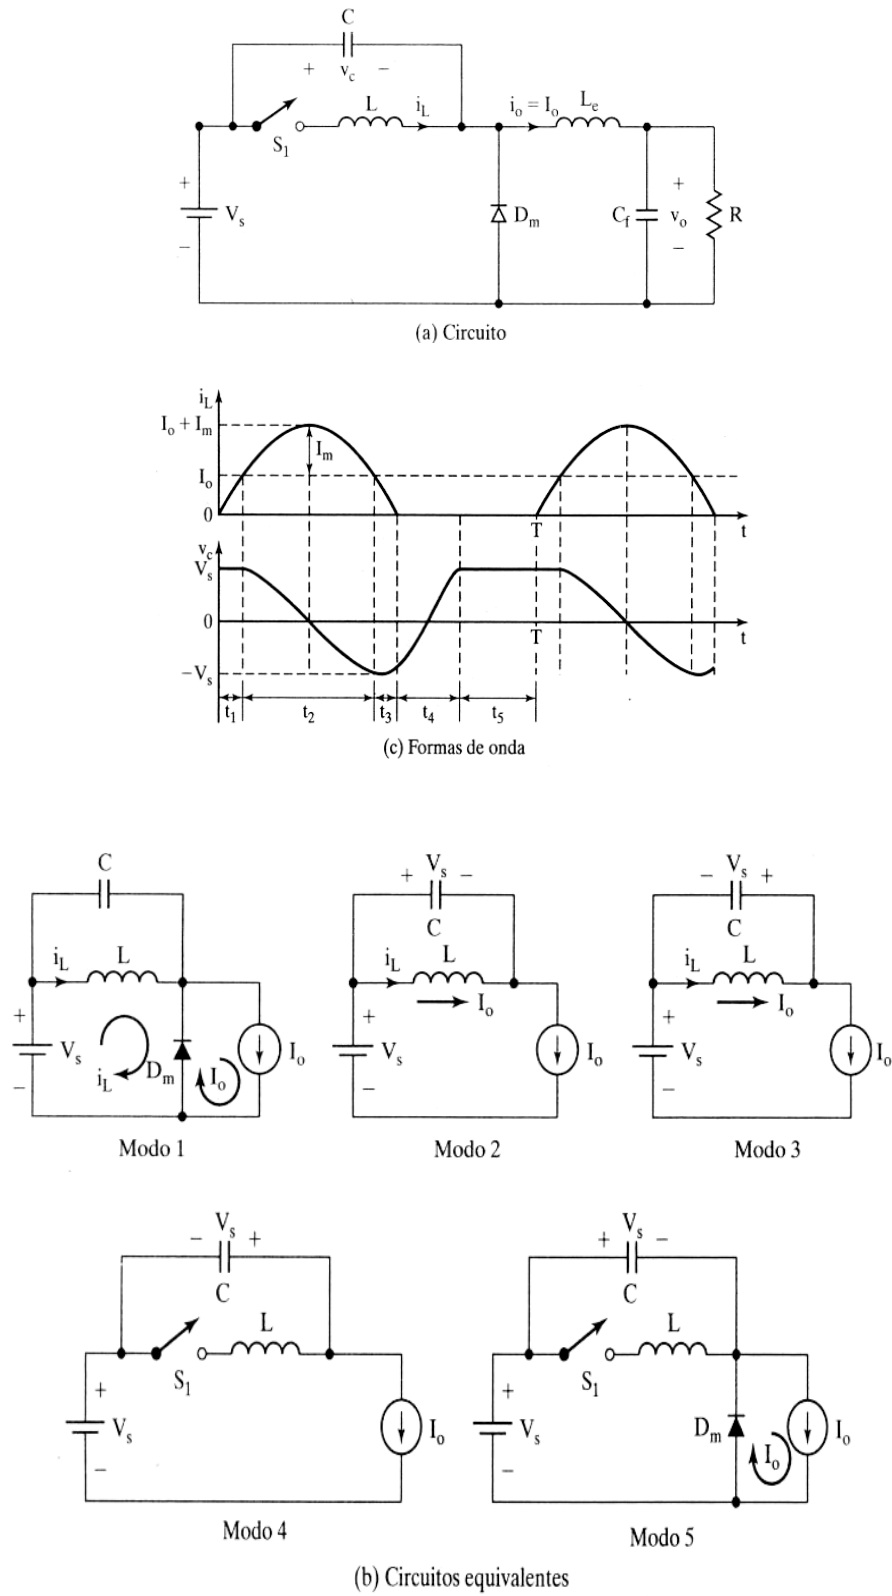 C
+ v_c −
L i_L i_o = I_o L_e
S_1
+ V_s − D_m C_f + v_o − R
(a) Circuito
i_L
I_o + I_m
I_m
I_o
0 T t
v_c
V_s
0 T t
−V_s
t_1 t_2 t_3 t_4 t_5
(c) Formas de onda
C
i_L L
+ V_s − i_L D_m I_o I_o
Modo 1
+ V_s −
C
i_L L
I_o
+ V_s − I_o
Modo 2
− V_s +
C
i_L L
I_o
+ V_s − I_o
Modo 3
− V_s +
C
S_1 L
+ V_s − I_o
Modo 4
+ V_s −
C
S_1 L
+ V_s − D_m I_o I_o
Modo 5
(b) Circuitos equivalentes